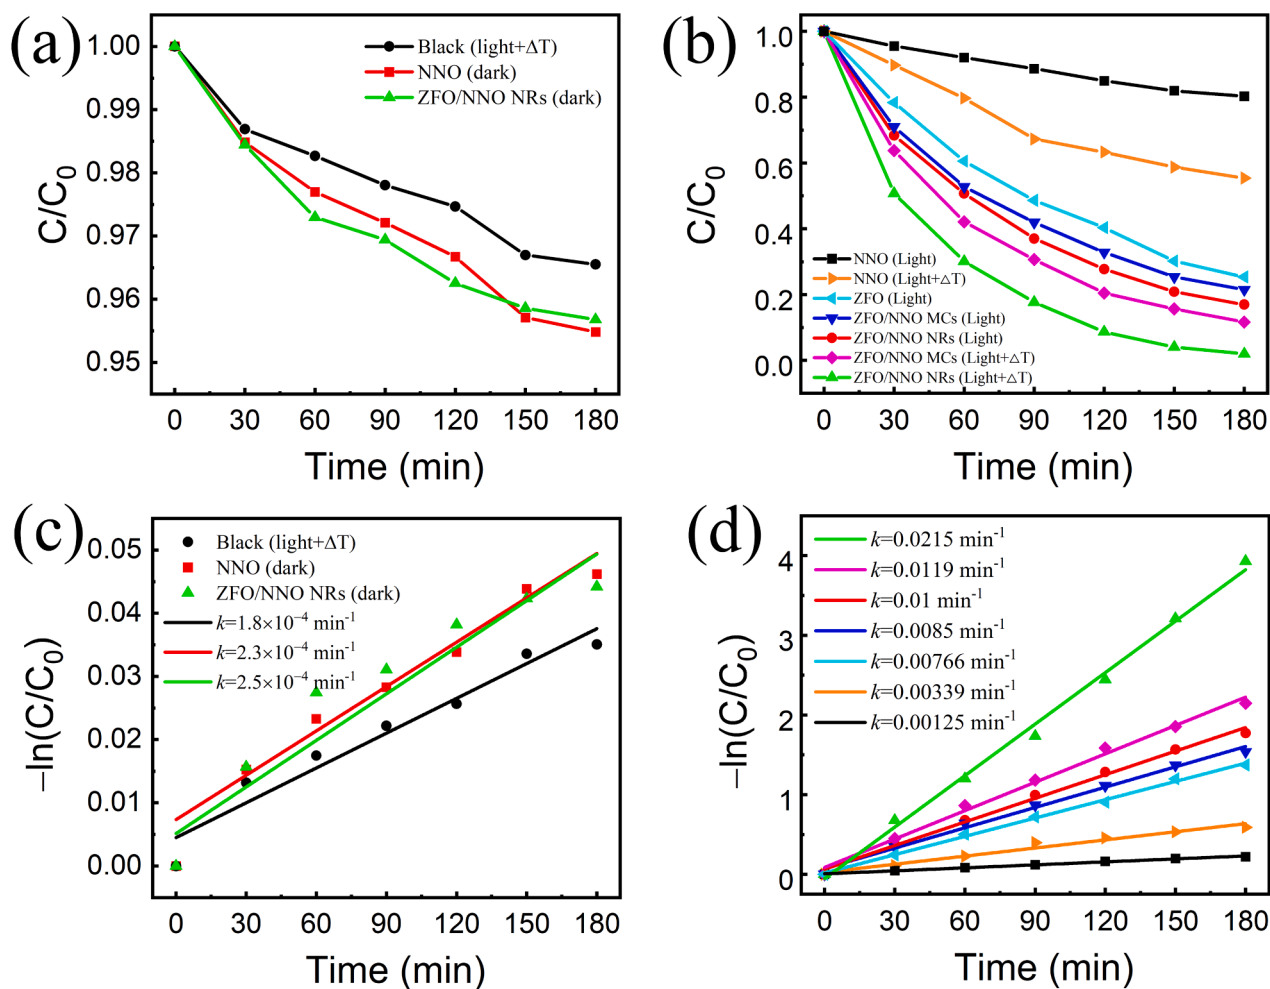 (a)
1.00
0.99
0.98
0.97
0.96
0.95
C/C0
Black (light+ΔT)
NNO (dark)
ZFO/NNO NRs (dark)
0 30 60 90 120 150 180
Time (min)
(b)
1.0
0.8
0.6
0.4
0.2
0.0
C/C0
NNO (Light)
NNO (Light+△T)
ZFO (Light)
ZFO/NNO MCs (Light)
ZFO/NNO NRs (Light)
ZFO/NNO MCs (Light+△T)
ZFO/NNO NRs (Light+△T)
0 30 60 90 120 150 180
Time (min)
(c)
0.05
0.04
0.03
0.02
0.01
0.00
−ln(C/C0)
Black (light+ΔT)
NNO (dark)
ZFO/NNO NRs (dark)
k=1.8×10−4 min-1
k=2.3×10−4 min-1
k=2.5×10−4 min-1
0 30 60 90 120 150 180
Time (min)
(d)
4
3
2
1
0
−ln(C/C0)
k=0.0215 min-1
k=0.0119 min-1
k=0.01 min-1
k=0.0085 min-1
k=0.00766 min-1
k=0.00339 min-1
k=0.00125 min-1
0 30 60 90 120 150 180
Time (min)